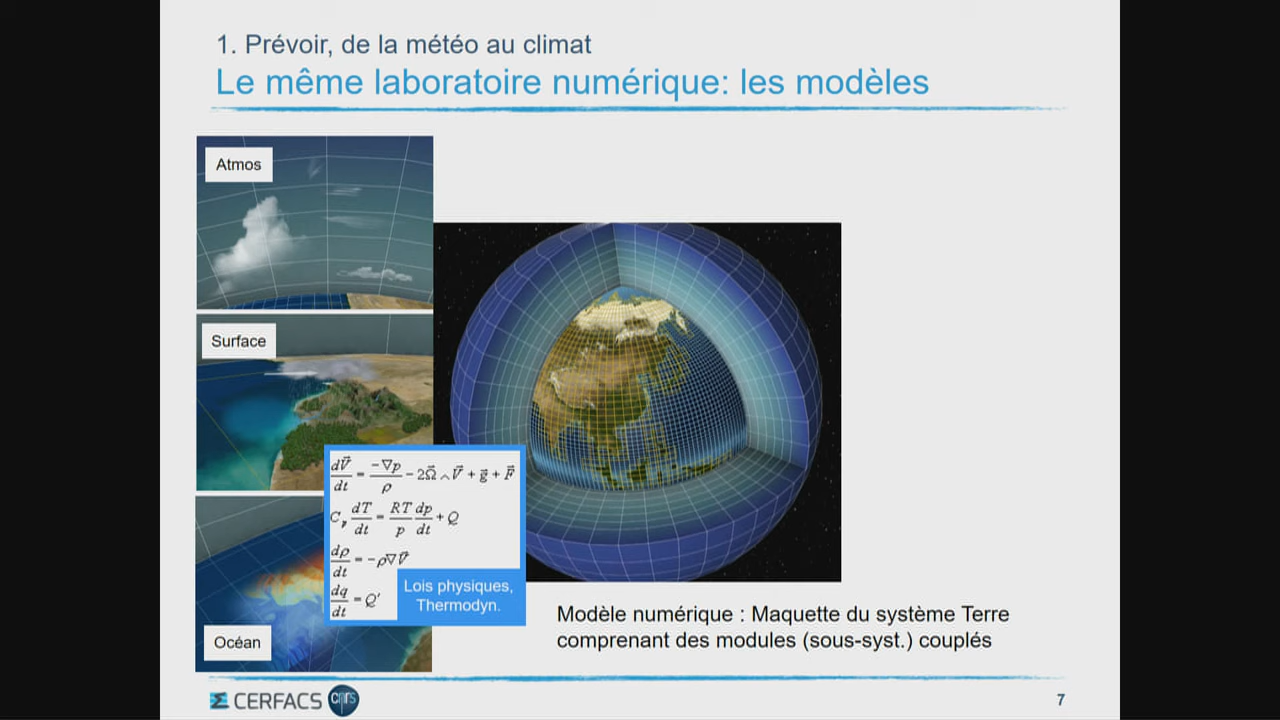 1. Prévoir, de la météo au climat
Le même laboratoire numérique: les modèles
Atmos
Surface
Océan
dV⃗/dt = -∇p/ρ - 2Ω⃗ ∧ V⃗ + g⃗ + F⃗
Cₚ dT/dt = RT/p dp/dt + Q
dρ/dt = -ρ∇V⃗
dq/dt = Q'
Lois physiques,
Thermodyn.
Modèle numérique : Maquette du système Terre
comprenant des modules (sous-syst.) couplés
CERFACS
cnrs
7